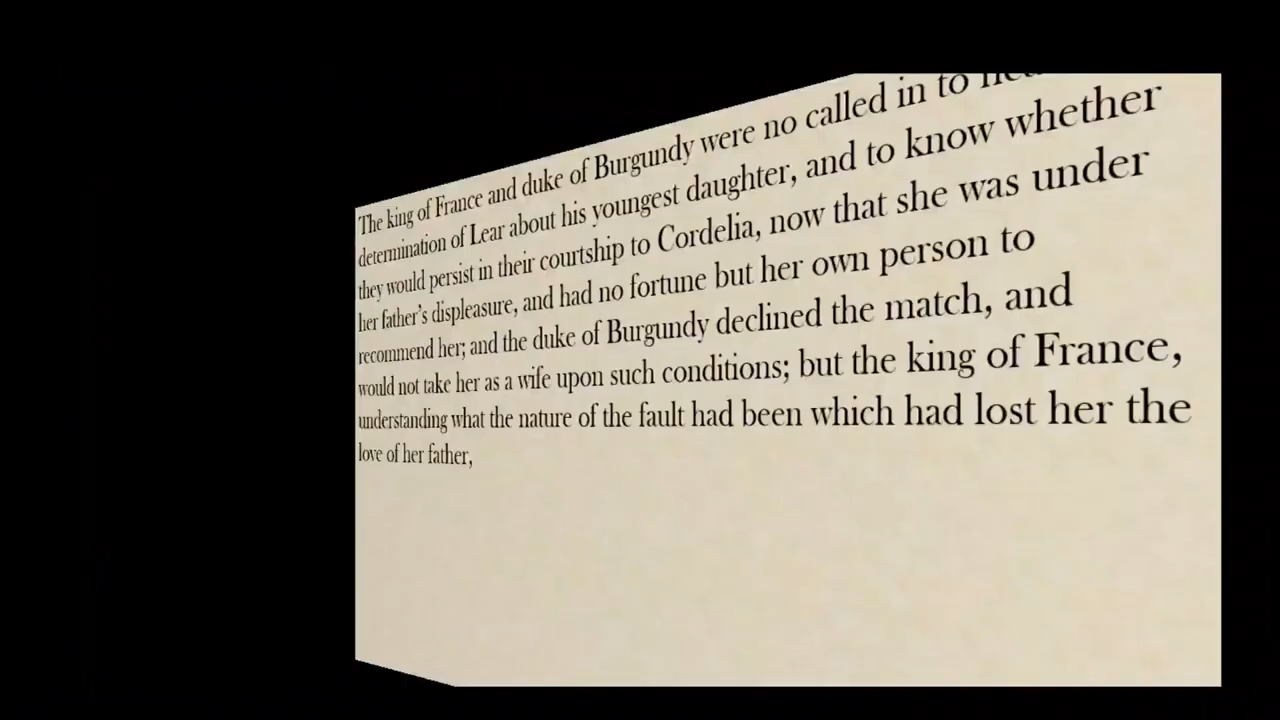 The king of France and duke of Burgundy were no called in to
determination of Lear about his youngest daughter, and to know whether
they would persist in their courtship to Cordelia, now that she was under
her father's displeasure, and had no fortune but her own person to
recommend her; and the duke of Burgundy declined the match, and
would not take her as a wife upon such conditions; but the king of France,
understanding what the nature of the fault had been which had lost her the
love of her father,